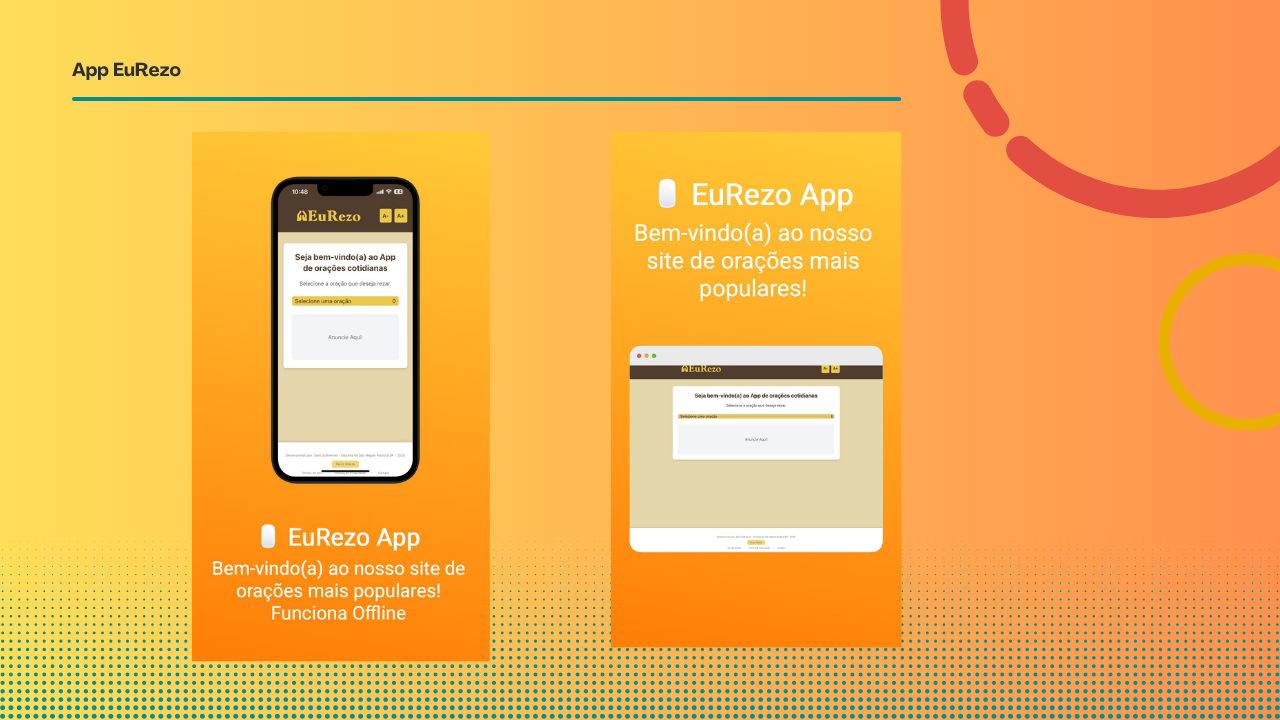 App EuRezo
10:48
EuRezo
A-
A+
Seja bem-vindo(a) ao App
de orações cotidianas
Selecione a oração que deseja rezar.
Selecione uma oração
Anuncie Aqui!
EuRezo App
Bem-vindo(a) ao nosso site de
orações mais populares!
Funciona Offline
EuRezo App
Bem-vindo(a) ao nosso
site de orações mais
populares!
EuRezo
A-
A+
Seja bem-vindo(a) ao App de orações cotidianas
Selecione a oração que deseja rezar.
Selecione uma oração
Anuncie Aqui!